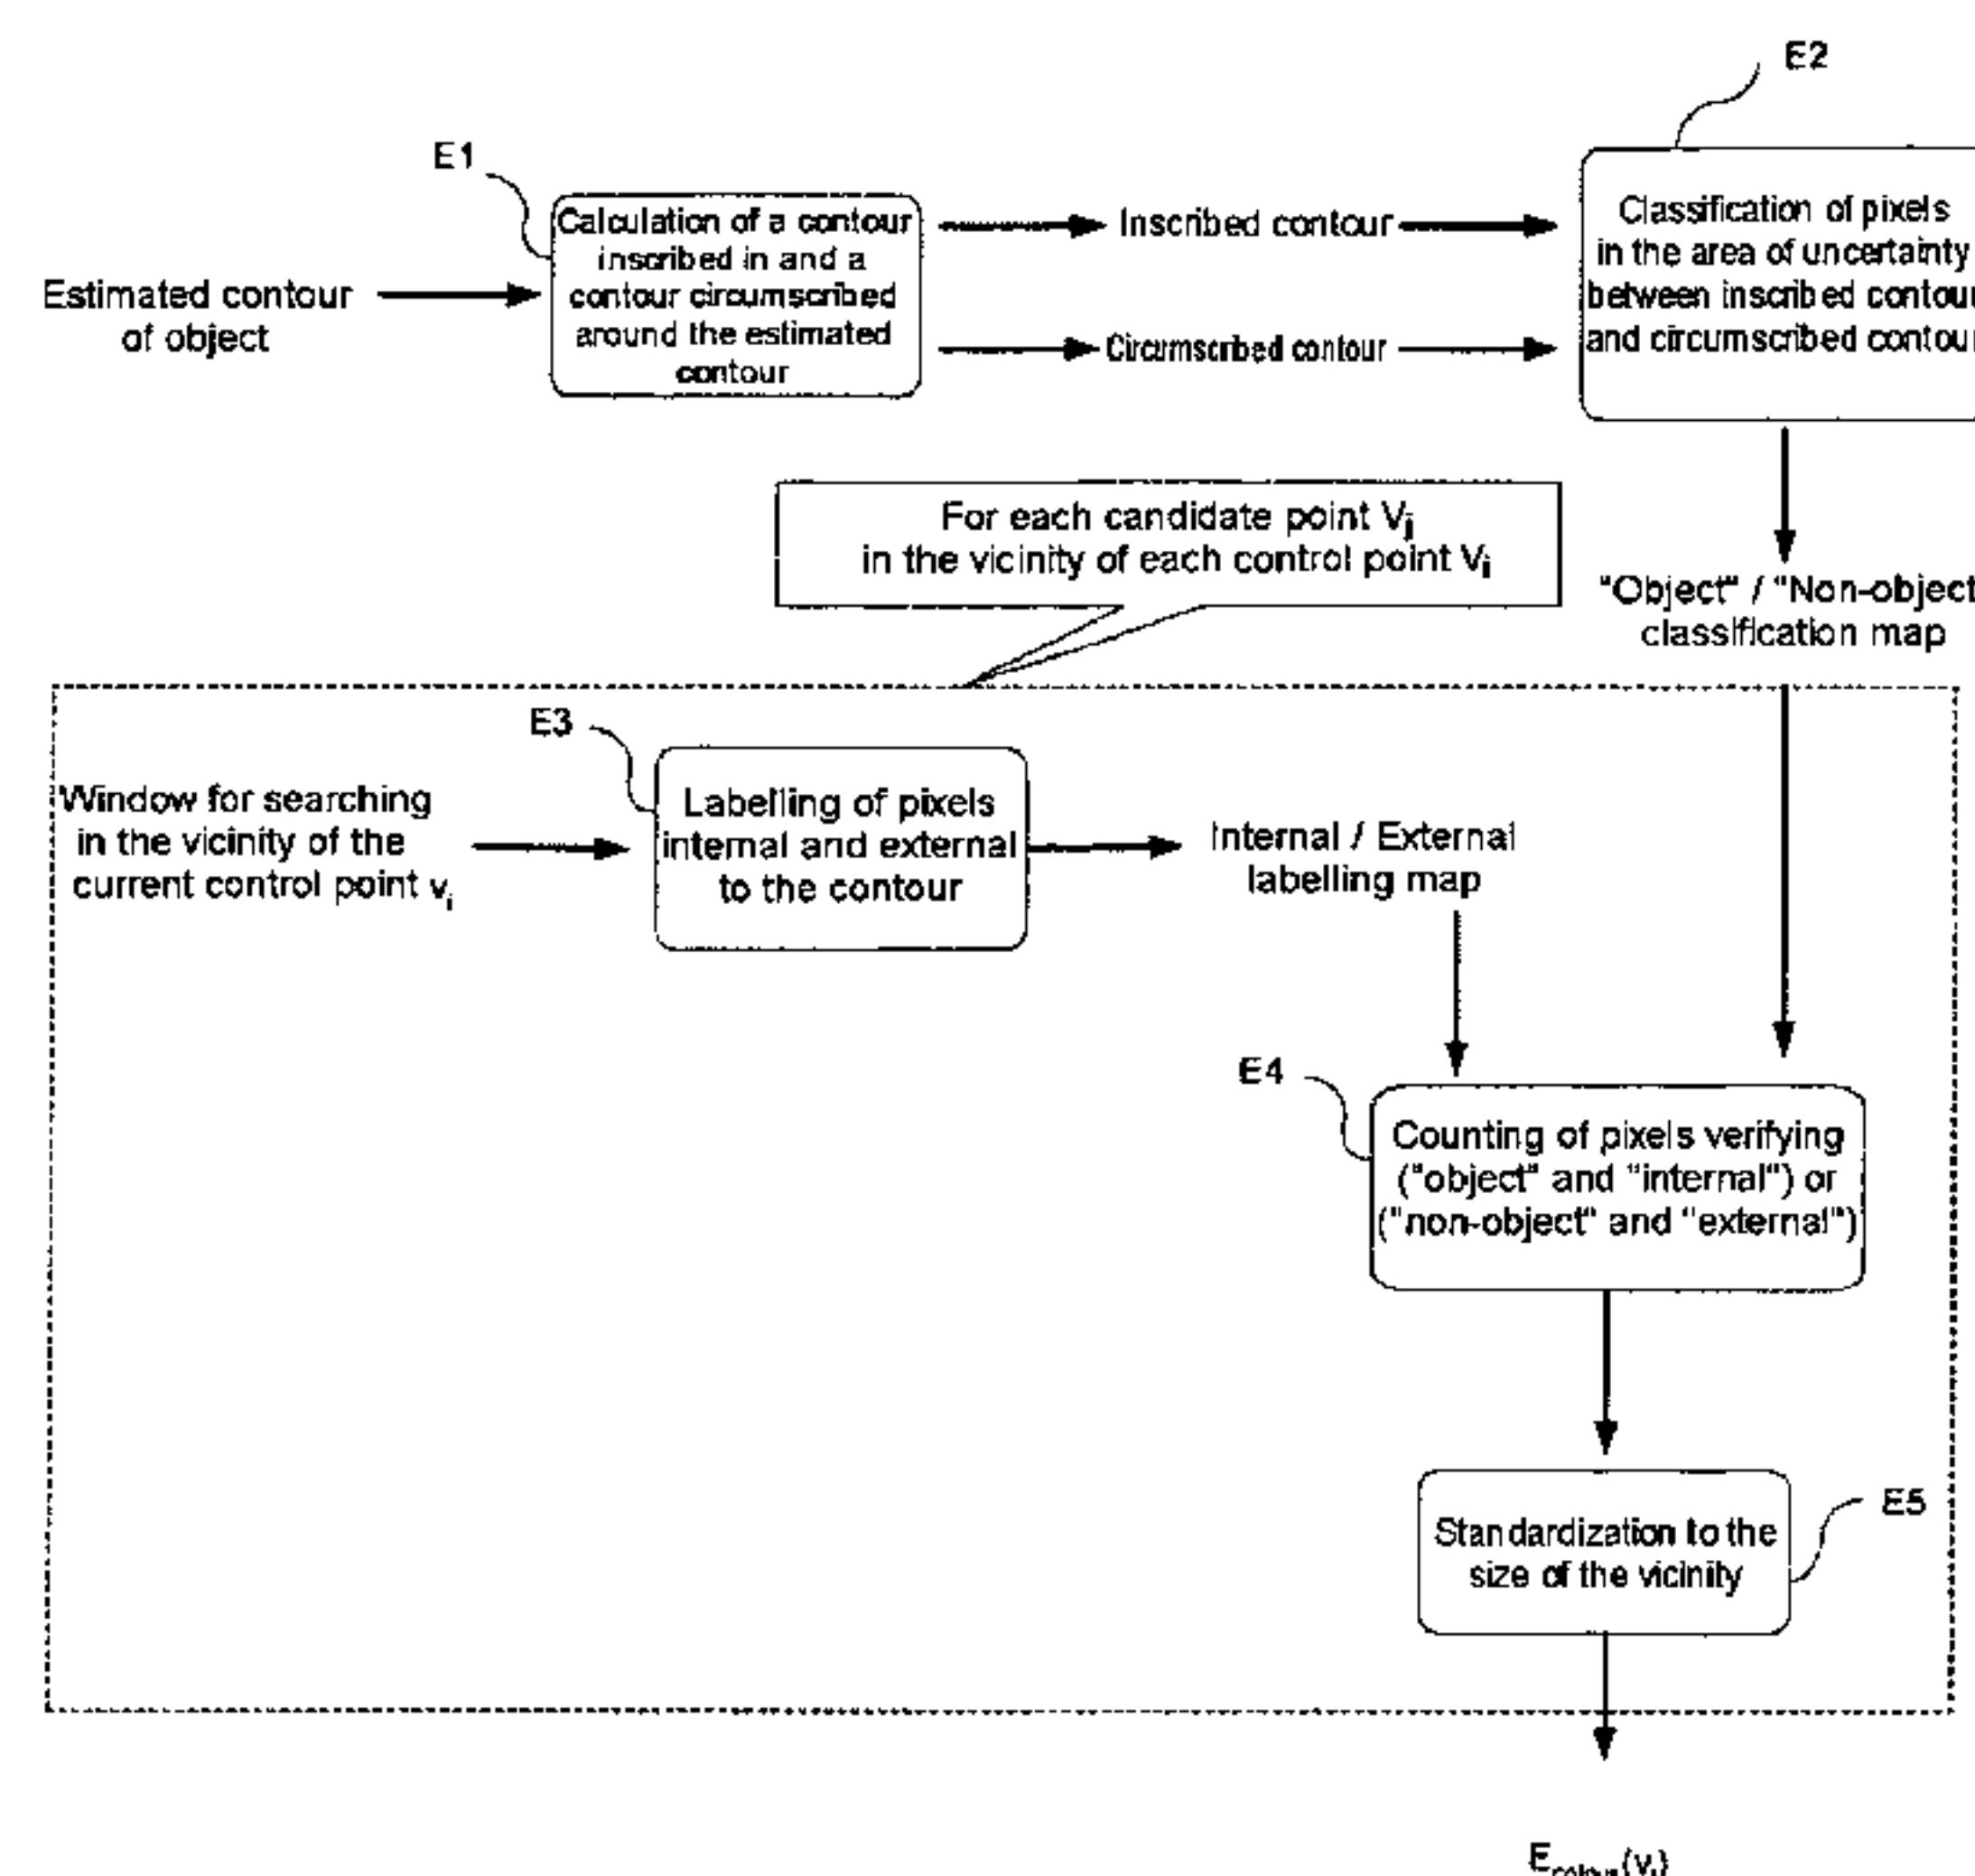 E2
E1
Calculation of a contour
inscribed in and a
contour circumscribed
around the estimated
contour
Estimated contour
of object
Inscribed contour
Circumscribed contour
Classification of pixels
in the area of uncertainty
between inscribed contour
and circumscribed contour
For each candidate point Vj
in the vicinity of each control point Vi
"Object" / "Non-object
classification map
E3
Window for searching
in the vicinity of the
current control point vi
Labelling of pixels
internal and external
to the contour
Internal / External
labelling map
E4
Counting of pixels verifying
("object" and "internal") or
("non-object" and "external")
E5
Standardization to the
size of the vicinity